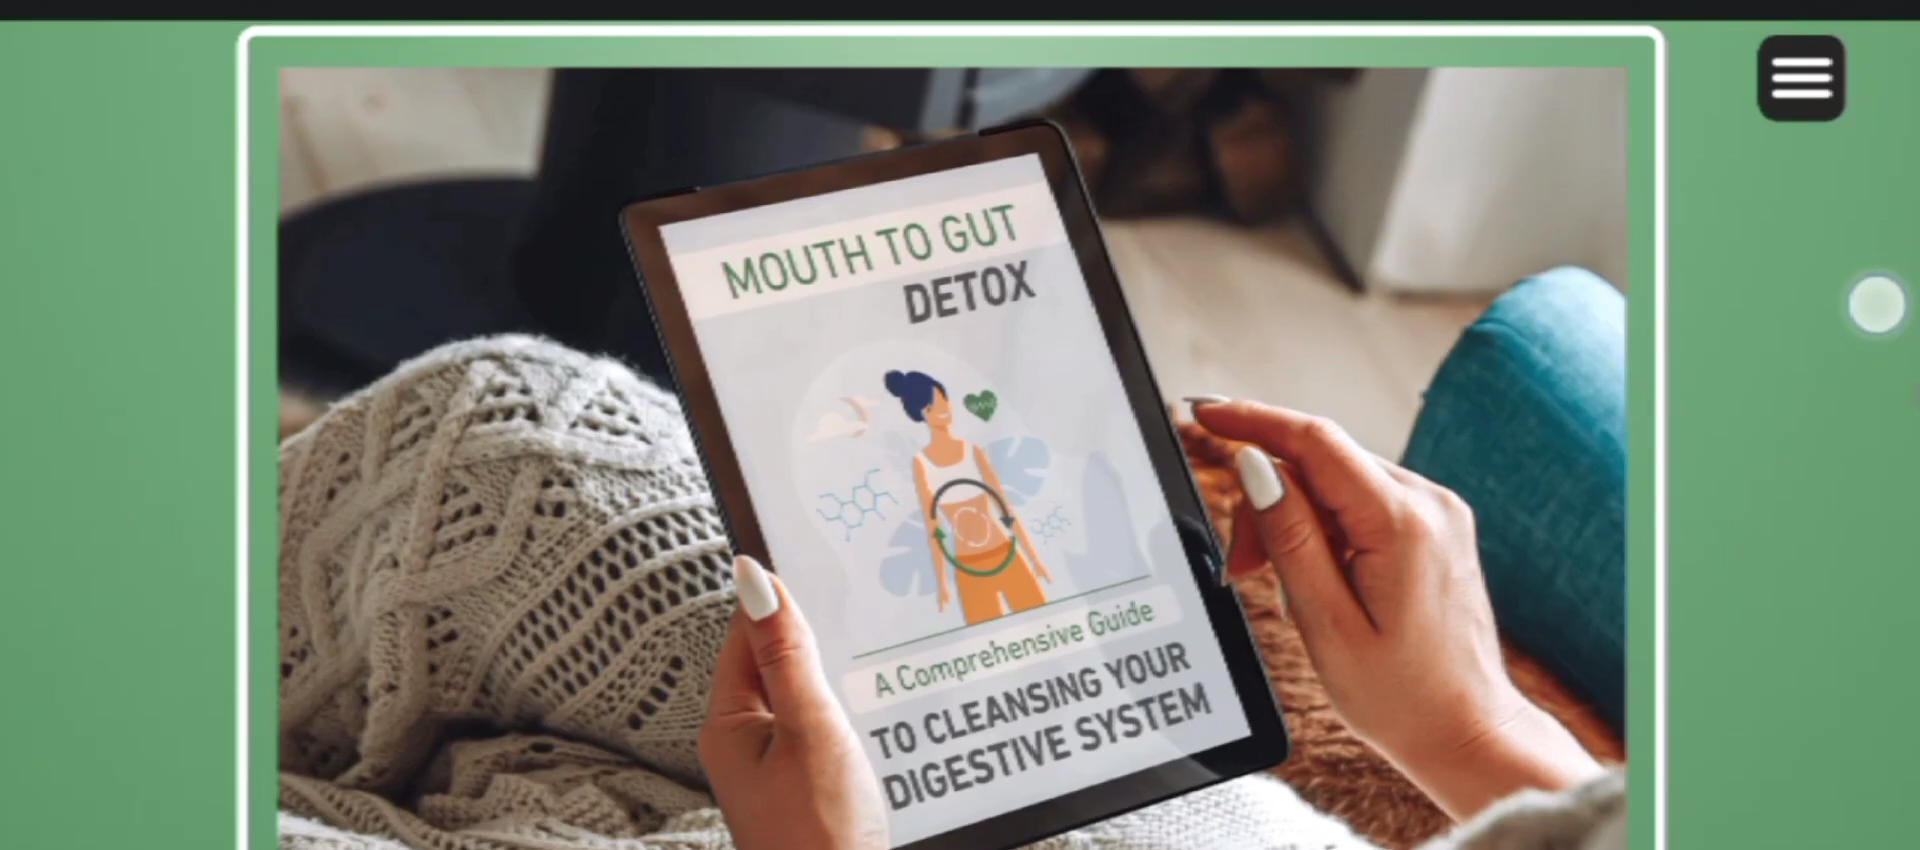 MOUTH TO GUT
DETOX
A Comprehensive Guide
TO CLEANSING YOUR
DIGESTIVE SYSTEM